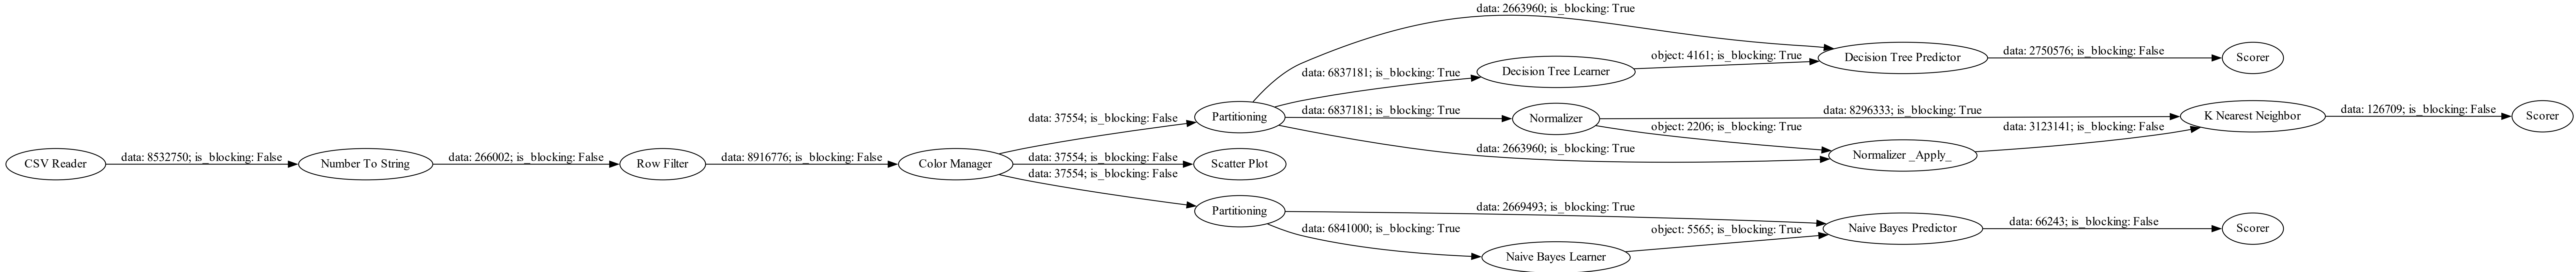 CSV Reader
data: 8532750; is_blocking: False
Number To String
data: 266002; is_blocking: False
Row Filter
data: 8916776; is_blocking: False
Color Manager
data: 37554; is_blocking: False
data: 37554; is_blocking: False
data: 37554; is_blocking: False
Partitioning
Scatter Plot
Partitioning
data: 2663960; is_blocking: True
data: 6837181; is_blocking: True
data: 6837181; is_blocking: True
data: 2663960; is_blocking: True
data: 2669493; is_blocking: True
data: 6841000; is_blocking: True
Decision Tree Learner
Normalizer
Naive Bayes Learner
object: 4161; is_blocking: True
data: 8296333; is_blocking: True
object: 2206; is_blocking: True
object: 5565; is_blocking: True
Decision Tree Predictor
Normalizer _Apply_
Naive Bayes Predictor
data: 2750576; is_blocking: False
data: 3123141; is_blocking: False
data: 66243; is_blocking: False
Scorer
K Nearest Neighbor
Scorer
data: 126709; is_blocking: False
Scorer